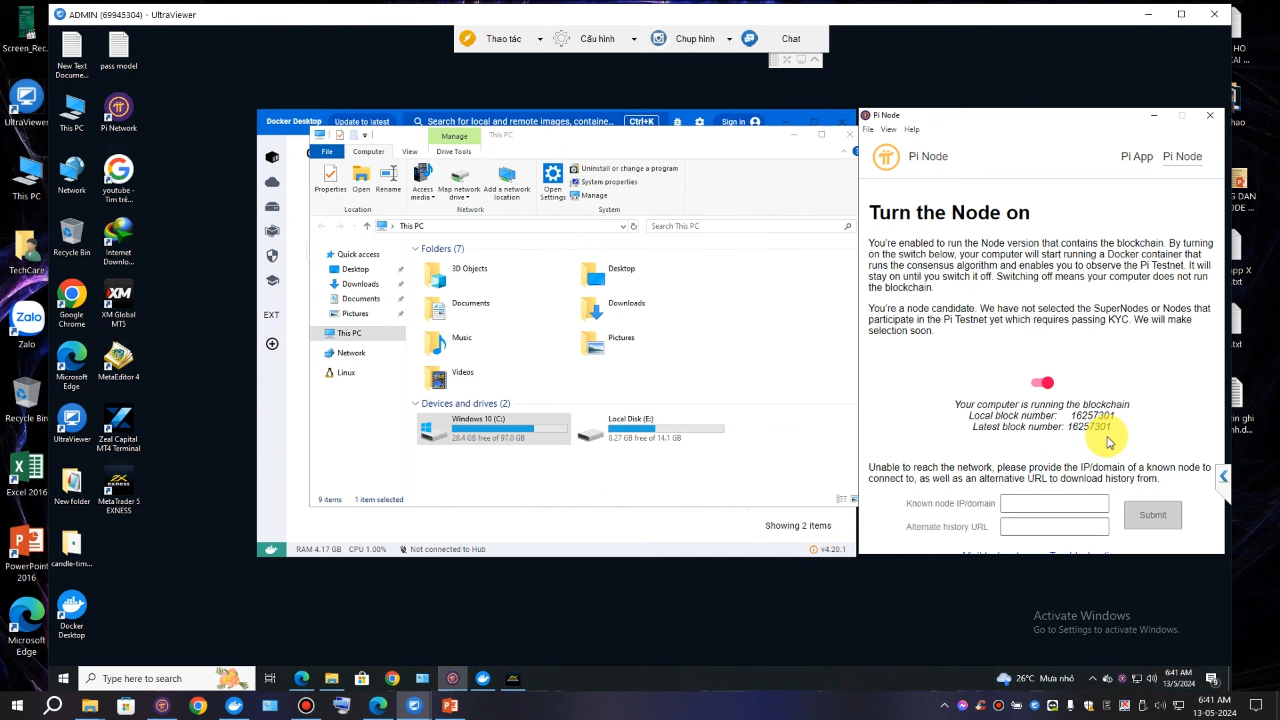 ADMIN (69945304) - UltraViewer
Thao tác
Cấu hình
Chụp hình
Chat
Screen_Rec...
New Text
Docume...
pass model
UltraViewer
This PC
Pi Network
This PC
Network
youtube -
Tìm trê...
TechCare
Recycle Bin
Internet
Downlo...
Zalo
Google
Chrome
XM Global
MT5
Recycle Bin
Microsoft
Edge
MetaEditor 4
UltraViewer
Zeal Capital
MT4 Terminal
Excel 2016
New folder
MetaTrader 5
EXNESS
PowerPoint
candle-tim...
Microsoft
Edge
Docker
Desktop
Docker Desktop
Update to latest
Search for local and remote images, containe...
Ctrl+K
Sign in
Manage
This PC
File
Computer
View
Drive Tools
Properties
Open
Rename
Access
media
Map network
drive
Add a network
location
Open
Settings
Uninstall or change a program
System properties
Manage
Location
Network
System
This PC
Search This PC
Quick access
Desktop
Downloads
Documents
Pictures
This PC
Network
Linux
Folders (7)
3D Objects
Desktop
Documents
Downloads
Music
Pictures
Videos
Devices and drives (2)
Windows 10 (C:)
28.4 GB free of 97.0 GB
Local Disk (E:)
8.27 GB free of 14.1 GB
9 items
1 item selected
EXT
Showing 2 items
RAM 4.17 GB
CPU 1.00%
Not connected to Hub
v4.20.1
Pi Node
File
View
Help
Pi Node
Pi App
Pi Node
Turn the Node on
You're enabled to run the Node version that contains the blockchain. By turning
on the switch below, your computer will start running a Docker container that
runs the consensus algorithm and enables you to observe the Pi Testnet. It will
stay on until you switch it off. Switching off means your computer does not run
the blockchain.
You're a node candidate. We have not selected the SuperNodes or Nodes that
participate in the Pi Testnet yet which requires passing KYC. We will make
selection soon.
Your computer is running the blockchain
Local block number: 16257301
Latest block number: 16257301
Unable to reach the network, please provide the IP/domain of a known node to
connect to, as well as an alternative URL to download history from.
Known node IP/domain
Alternate history URL
Submit
Activate Windows
Go to Settings to activate Windows.
Type here to search
26°C Mưa nhỏ
6:41 AM
13/5/2024
6:41 AM
13-05-2024